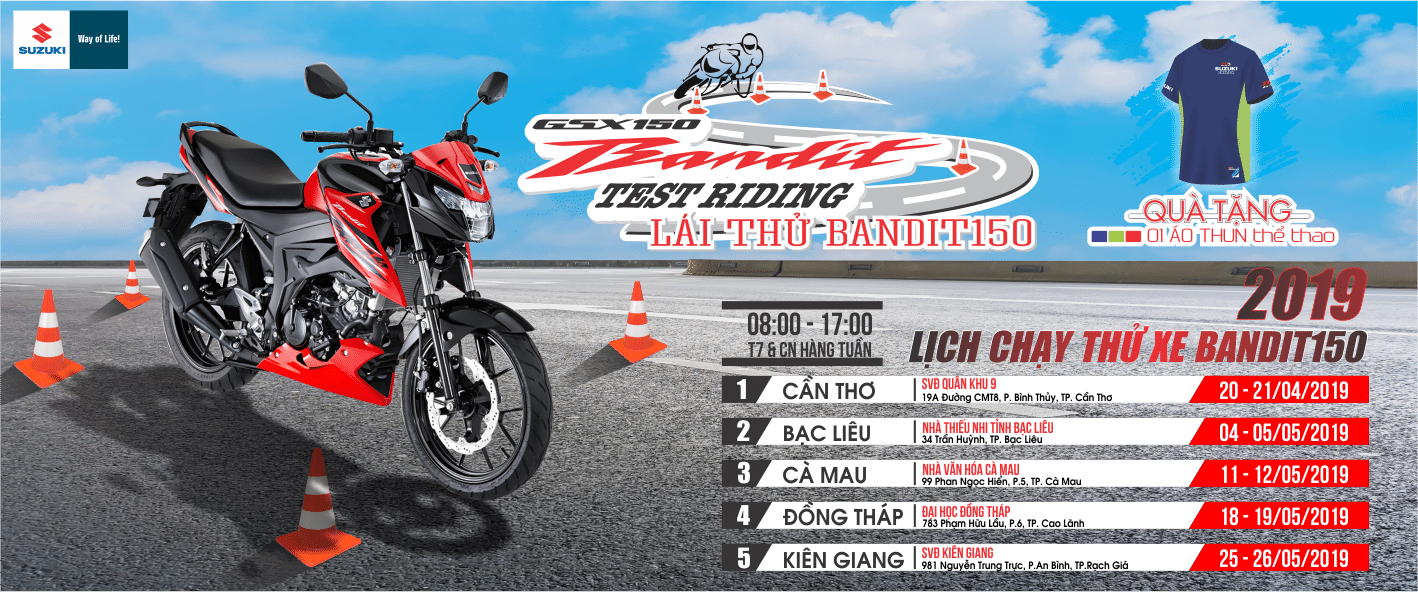 SUZUKI
Way of Life!
GSX150
Bandit
TEST RIDING
LÁI THỬ BANDIT150
SUZUKI
QUÀ TẶNG
01 ÁO THUN thể thao
08:00 - 17:00
T7 & CN HÀNG TUẦN
2019
LỊCH CHẠY THỬ XE BANDIT150
1 CẦN THƠ
SVĐ QUÂN KHU 9
19A Đường CMT8, P. Bình Thủy, TP. Cần Thơ
20 - 21/04/2019
2 BẠC LIÊU
NHÀ THIẾU NHI TỈNH BẠC LIÊU
34 Trần Huỳnh, TP. Bạc Liêu
04 - 05/05/2019
3 CÀ MAU
NHÀ VĂN HÓA CÀ MAU
99 Phan Ngọc Hiển, P.5, TP. Cà Mau
11 - 12/05/2019
4 ĐỒNG THÁP
ĐẠI HỌC ĐỒNG THÁP
783 Phạm Hữu Lầu, P.6, TP. Cao Lãnh
18 - 19/05/2019
5 KIÊN GIANG
SVĐ KIÊN GIANG
981 Nguyễn Trung Trực, P.An Bình, TP.Rạch Giá
25 - 26/05/2019